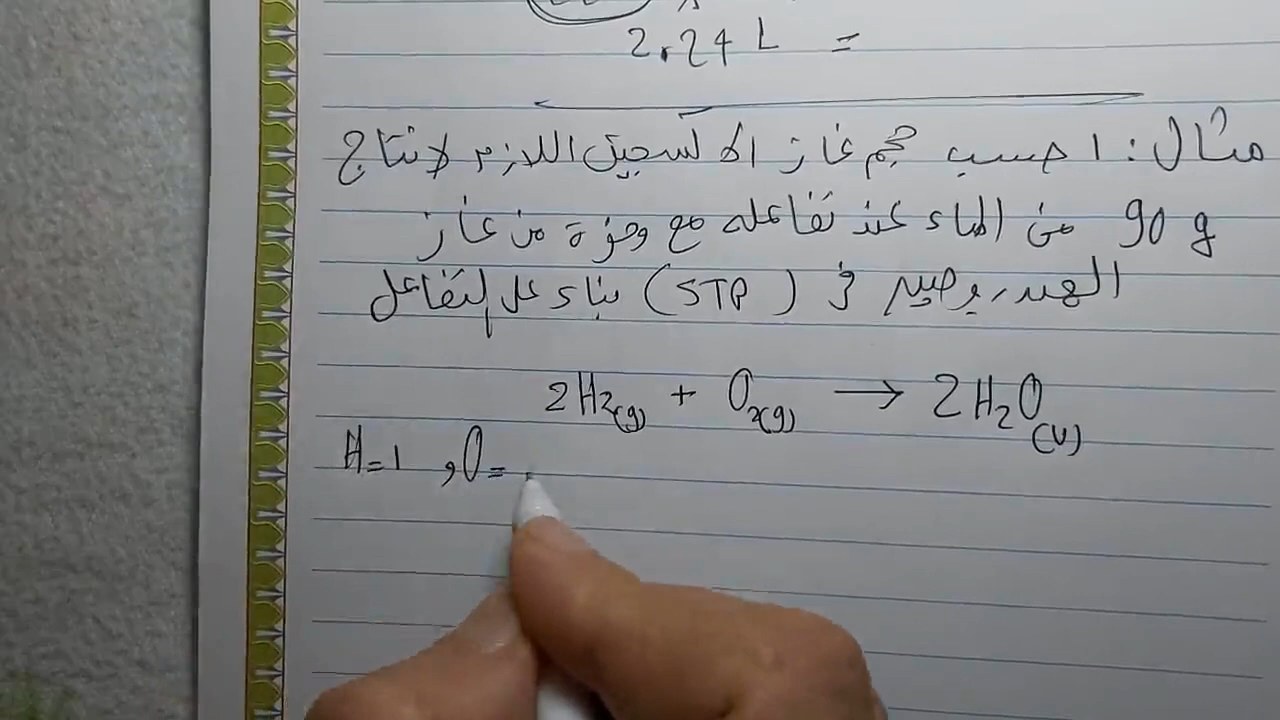 2.24 L =
مثال : احسب حجم غاز الاكسجين اللازم لإنتاج
90 g من الماء عند تفاعله مع وفرة من غاز
الهيدروجين في (STP) بناء على التفاعل
2H₂(g) + O₂(g) → 2H₂O(v)
H=1 , O=